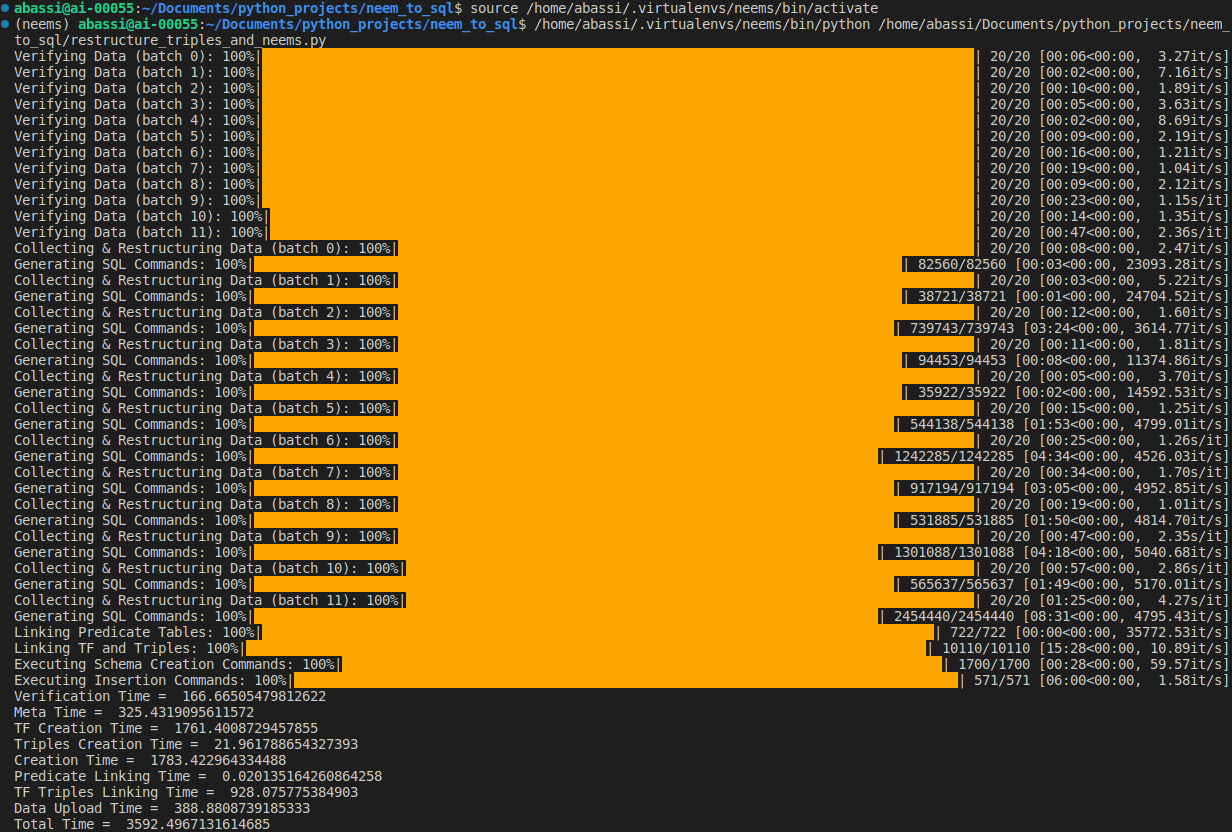 abassi@ai-00055:~/Documents/python_projects/neem_to_sql$ source /home/abassi/.virtualenvs/neems/bin/activate
(neems) abassi@ai-00055:~/Documents/python_projects/neem_to_sql$ /home/abassi/.virtualenvs/neems/bin/python /home/abassi/Documents/python_projects/neem_
to_sql/restructure_triples_and_neems.py
Verifying Data (batch 0): 100%| | 20/20 [00:06<00:00, 3.27it/s]
Verifying Data (batch 1): 100%| | 20/20 [00:02<00:00, 7.16it/s]
Verifying Data (batch 2): 100%| | 20/20 [00:10<00:00, 1.89it/s]
Verifying Data (batch 3): 100%| | 20/20 [00:05<00:00, 3.63it/s]
Verifying Data (batch 4): 100%| | 20/20 [00:02<00:00, 8.69it/s]
Verifying Data (batch 5): 100%| | 20/20 [00:09<00:00, 2.19it/s]
Verifying Data (batch 6): 100%| | 20/20 [00:16<00:00, 1.21it/s]
Verifying Data (batch 7): 100%| | 20/20 [00:19<00:00, 1.04it/s]
Verifying Data (batch 8): 100%| | 20/20 [00:09<00:00, 2.12it/s]
Verifying Data (batch 9): 100%| | 20/20 [00:23<00:00, 1.15s/it]
Verifying Data (batch 10): 100%| | 20/20 [00:14<00:00, 1.35it/s]
Verifying Data (batch 11): 100%| | 20/20 [00:47<00:00, 2.36s/it]
Collecting & Restructuring Data (batch 0): 100%| | 20/20 [00:08<00:00, 2.47it/s]
Generating SQL Commands: 100%| | 82560/82560 [00:03<00:00, 23093.28it/s]
Collecting & Restructuring Data (batch 1): 100%| | 20/20 [00:03<00:00, 5.22it/s]
Generating SQL Commands: 100%| | 38721/38721 [00:01<00:00, 24704.52it/s]
Collecting & Restructuring Data (batch 2): 100%| | 20/20 [00:12<00:00, 1.60it/s]
Generating SQL Commands: 100%| | 739743/739743 [03:24<00:00, 3614.77it/s]
Collecting & Restructuring Data (batch 3): 100%| | 20/20 [00:11<00:00, 1.81it/s]
Generating SQL Commands: 100%| | 94453/94453 [00:08<00:00, 11374.86it/s]
Collecting & Restructuring Data (batch 4): 100%| | 20/20 [00:05<00:00, 3.70it/s]
Generating SQL Commands: 100%| | 35922/35922 [00:02<00:00, 14592.53it/s]
Collecting & Restructuring Data (batch 5): 100%| | 20/20 [00:15<00:00, 1.25it/s]
Generating SQL Commands: 100%| | 544138/544138 [01:53<00:00, 4799.01it/s]
Collecting & Restructuring Data (batch 6): 100%| | 20/20 [00:25<00:00, 1.26s/it]
Generating SQL Commands: 100%| | 1242285/1242285 [04:34<00:00, 4526.03it/s]
Collecting & Restructuring Data (batch 7): 100%| | 20/20 [00:34<00:00, 1.70s/it]
Generating SQL Commands: 100%| | 917194/917194 [03:05<00:00, 4952.85it/s]
Collecting & Restructuring Data (batch 8): 100%| | 20/20 [00:19<00:00, 1.01it/s]
Generating SQL Commands: 100%| | 531885/531885 [01:50<00:00, 4814.70it/s]
Collecting & Restructuring Data (batch 9): 100%| | 20/20 [00:47<00:00, 2.35s/it]
Generating SQL Commands: 100%| | 1301088/1301088 [04:18<00:00, 5040.68it/s]
Collecting & Restructuring Data (batch 10): 100%| | 20/20 [00:57<00:00, 2.86s/it]
Generating SQL Commands: 100%| | 565637/565637 [01:49<00:00, 5170.01it/s]
Collecting & Restructuring Data (batch 11): 100%| | 20/20 [01:25<00:00, 4.27s/it]
Generating SQL Commands: 100%| | 2454440/2454440 [08:31<00:00, 4795.43it/s]
Linking Predicate Tables: 100%| | 722/722 [00:00<00:00, 35772.53it/s]
Linking TF and Triples: 100%| | 10110/10110 [15:28<00:00, 10.89it/s]
Executing Schema Creation Commands: 100%| | 1700/1700 [00:28<00:00, 59.57it/s]
Executing Insertion Commands: 100%| | 571/571 [06:00<00:00, 1.58it/s]
Verification Time =  166.66505479812622
Meta Time =  325.4319095611572
TF Creation Time =  1761.4008729457855
Triples Creation Time =  21.961788654327393
Creation Time =  1783.422964334488
Predicate Linking Time =  0.020135164260864258
TF Triples Linking Time =  928.075775384903
Data Upload Time =  388.8808739185333
Total Time =  3592.4967131614685